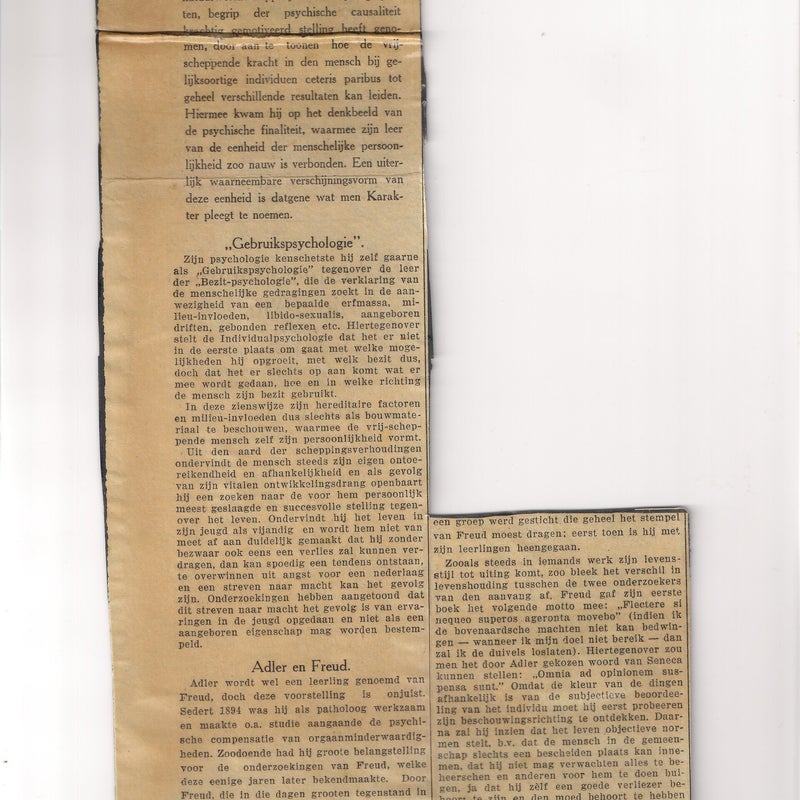 ten, begrip der psychische causaliteit
krachtig gemotiveerd stelling heeft geno-
men, door aan te toonen hoe de vrij-
scheppende kracht in den mensch bij ge-
lijksoortige individuen ceteris paribus tot
geheel verschillende resultaten kan leiden.
Hiermee kwam hij op het denkbeeld van
de psychische finaliteit, waarmee zijn leer
van de eenheid der menschelijke persoon-
lijkheid zoo nauw is verbonden. Een uiter-
lijk waarneembare verschijningsvorm van
deze eenheid is datgene wat men Karak-
ter pleegt te noemen.
„Gebruikspsychologie”.
Zijn psychologie kenschetste hij zelf gaarne
als „Gebruikspsychologie” tegenover de leer
der „Bezit-psychologie”, die de verklaring van
de menschelijke gedragingen zoekt in de aan-
wezigheid van een bepaalde erfmassa, mi-
lieu-invloeden, libido-sexualis, aangeboren
driften, gebonden reflexen etc. Hiertegenover
stelt de Individualpsychologie dat het er niet
in de eerste plaats om gaat met welke moge-
lijkheden hij opgroeit, met welk bezit dus,
doch dat het er slechts op aan komt wat er
mee wordt gedaan, hoe en in welke richting
de mensch zijn bezit gebruikt.
In deze zienswijze zijn hereditaire factoren
en milieu-invloeden dus slechts als bouwmate-
riaal te beschouwen, waarmede de vrij-schep-
pende mensch zelf zijn persoonlijkheid vormt.
Uit den aard der scheppingsverhoudingen
ondervindt de mensch steeds zijn eigen ontoe-
reikendheid en afhankelijkheid en als gevolg
van zijn vitalen ontwikkelingsdrang openbaart
hij een zoeken naar de voor hem persoonlijk
meest geslaagde en succesvolle stelling tegen-
over het leven. Ondervindt hij het leven in
zijn jeugd als vijandig en wordt hem niet van
meet af aan duidelijk gemaakt dat hij zonder
bezwaar ook eens een verlies zal kunnen ver-
dragen, dan kan spoedig een tendens ontstaan,
te overwinnen uit angst voor een nederlaag
en een streven naar macht kan het gevolg
zijn. Onderzoekingen hebben aangetoond dat
dit streven naar macht het gevolg is van erva-
ringen in de jeugd opgedaan en niet als een
aangeboren eigenschap mag worden bestem-
peld.
Adler en Freud.
Adler wordt wel een leerling genoemd van
Freud, doch deze voorstelling is onjuist.
Sedert 1894 was hij als patholoog werkzaam
en maakte o.a. studie aangaande de psychi-
sche compensatie van orgaanminderwaardig-
heden. Zoodoende had hij groote belangstelling
voor de onderzoekingen van Freud, welke
deze eenige jaren later bekendmaakte. Door
Freud, die in die dagen grooten tegenstand in
een groep werd gesticht die geheel het stempel
van Freud moest dragen; eerst toen is hij met
zijn leerlingen heengegaan.
Zooals steeds in iemands werk zijn levens-
stijl tot uiting komt, zoo bleek het verschil in
levenshouding tusschen de twee onderzoekers
van den aanvang af. Freud gaf zijn eerste
boek het volgende motto mee: „Flectere si
nequeo superos ageronta movebo” (indien ik
de bovenaardsche machten niet kan bedwin-
gen — wanneer ik mijn doel niet bereik — dan
zal ik de duivels loslaten). Hiertegenover zou
men het door Adler gekozen woord van Seneca
kunnen stellen: „Omnia ad opinionem sus-
pensa sunt.” Omdat de kleur van de dingen
afhankelijk is van de subjectieve beoordee-
ling van het individu moet hij eerst probeeren
zijn beschouwingsrichting te ontdekken. Daar-
na zal hij inzien dat het leven objectieve nor-
men stelt, b.v. dat de mensch in de gemeen-
schap slechts een bescheiden plaats kan inne-
men, dat hij niet mag verwachten alles te be-
heerschen en anderen voor hem te doen bui-
gen, ja dat hij zèlf een goede verliezer be-
hoort te zijn en den moed behoort te hebben